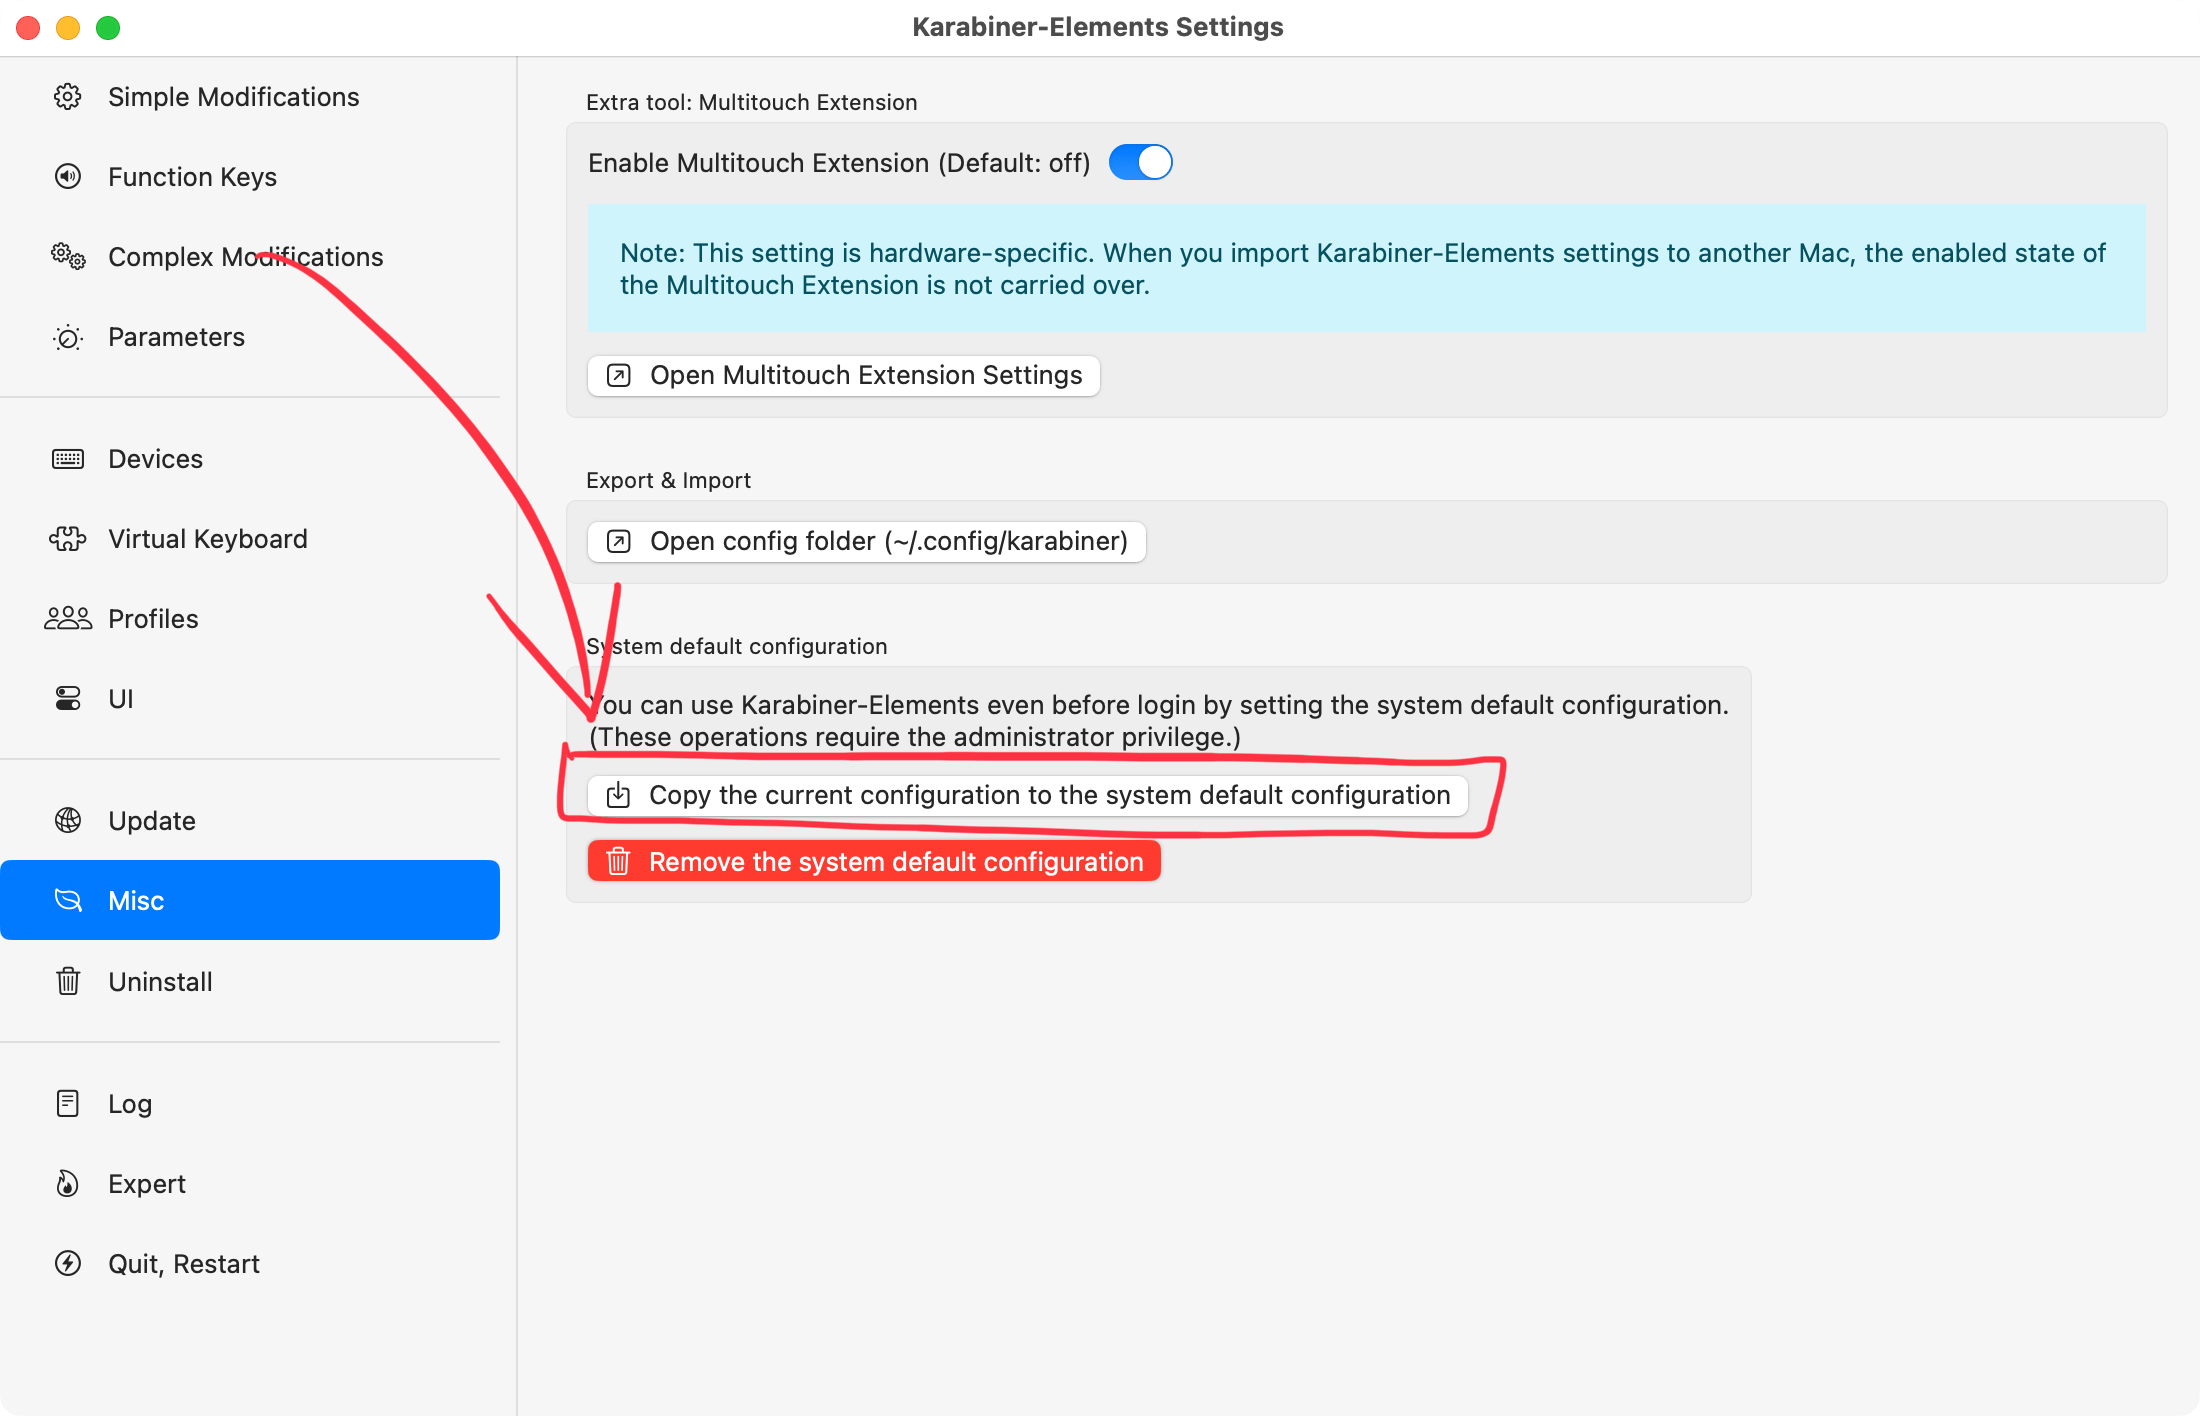 Karabiner-Elements Settings
Simple Modifications
Function Keys
Complex Modifications
Parameters
Devices
Virtual Keyboard
Profiles
UI
Update
Misc
Uninstall
Log
Expert
Quit, Restart
Extra tool: Multitouch Extension
Enable Multitouch Extension (Default: off)
Note: This setting is hardware-specific. When you import Karabiner-Elements settings to another Mac, the enabled state of
the Multitouch Extension is not carried over.
Open Multitouch Extension Settings
Export & Import
Open config folder (~/.config/karabiner)
System default configuration
You can use Karabiner-Elements even before login by setting the system default configuration.
(These operations require the administrator privilege.)
Copy the current configuration to the system default configuration
Remove the system default configuration